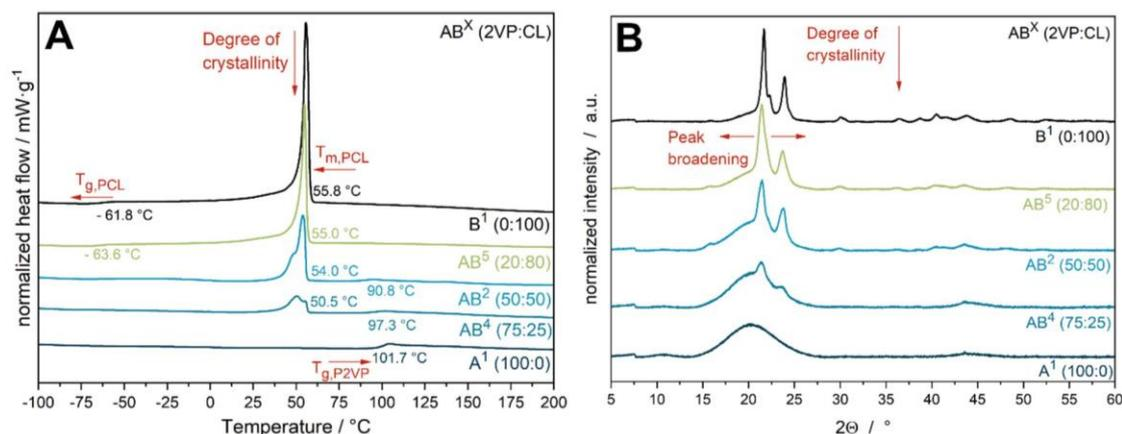 A
AB^X (2VP:CL)
Degree of
crystallinity
T_m,PCL
T_g,PCL
55.8 °C
- 61.8 °C
B^1 (0:100)
55.0 °C
- 63.6 °C
AB^5 (20:80)
54.0 °C
90.8 °C
AB^2 (50:50)
50.5 °C
97.3 °C
AB^4 (75:25)
101.7 °C
T_g,P2VP
A^1 (100:0)
normalized heat flow / mW·g^-1
-100 -75 -50 -25 0 25 50 75 100 125 150 175 200
Temperature / °C
B
AB^X (2VP:CL)
Degree of
crystallinity
B^1 (0:100)
Peak
broadening
AB^5 (20:80)
AB^2 (50:50)
AB^4 (75:25)
A^1 (100:0)
normalized intensity / a.u.
5 10 15 20 25 30 35 40 45 50 55 60
2Θ / °